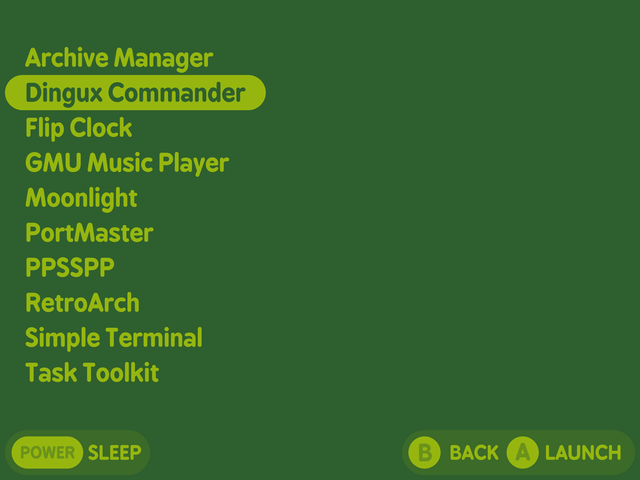 Archive Manager
Dingux Commander
Flip Clock
GMU Music Player
Moonlight
PortMaster
PPSSPP
RetroArch
Simple Terminal
Task Toolkit
POWER SLEEP B BACK A LAUNCH